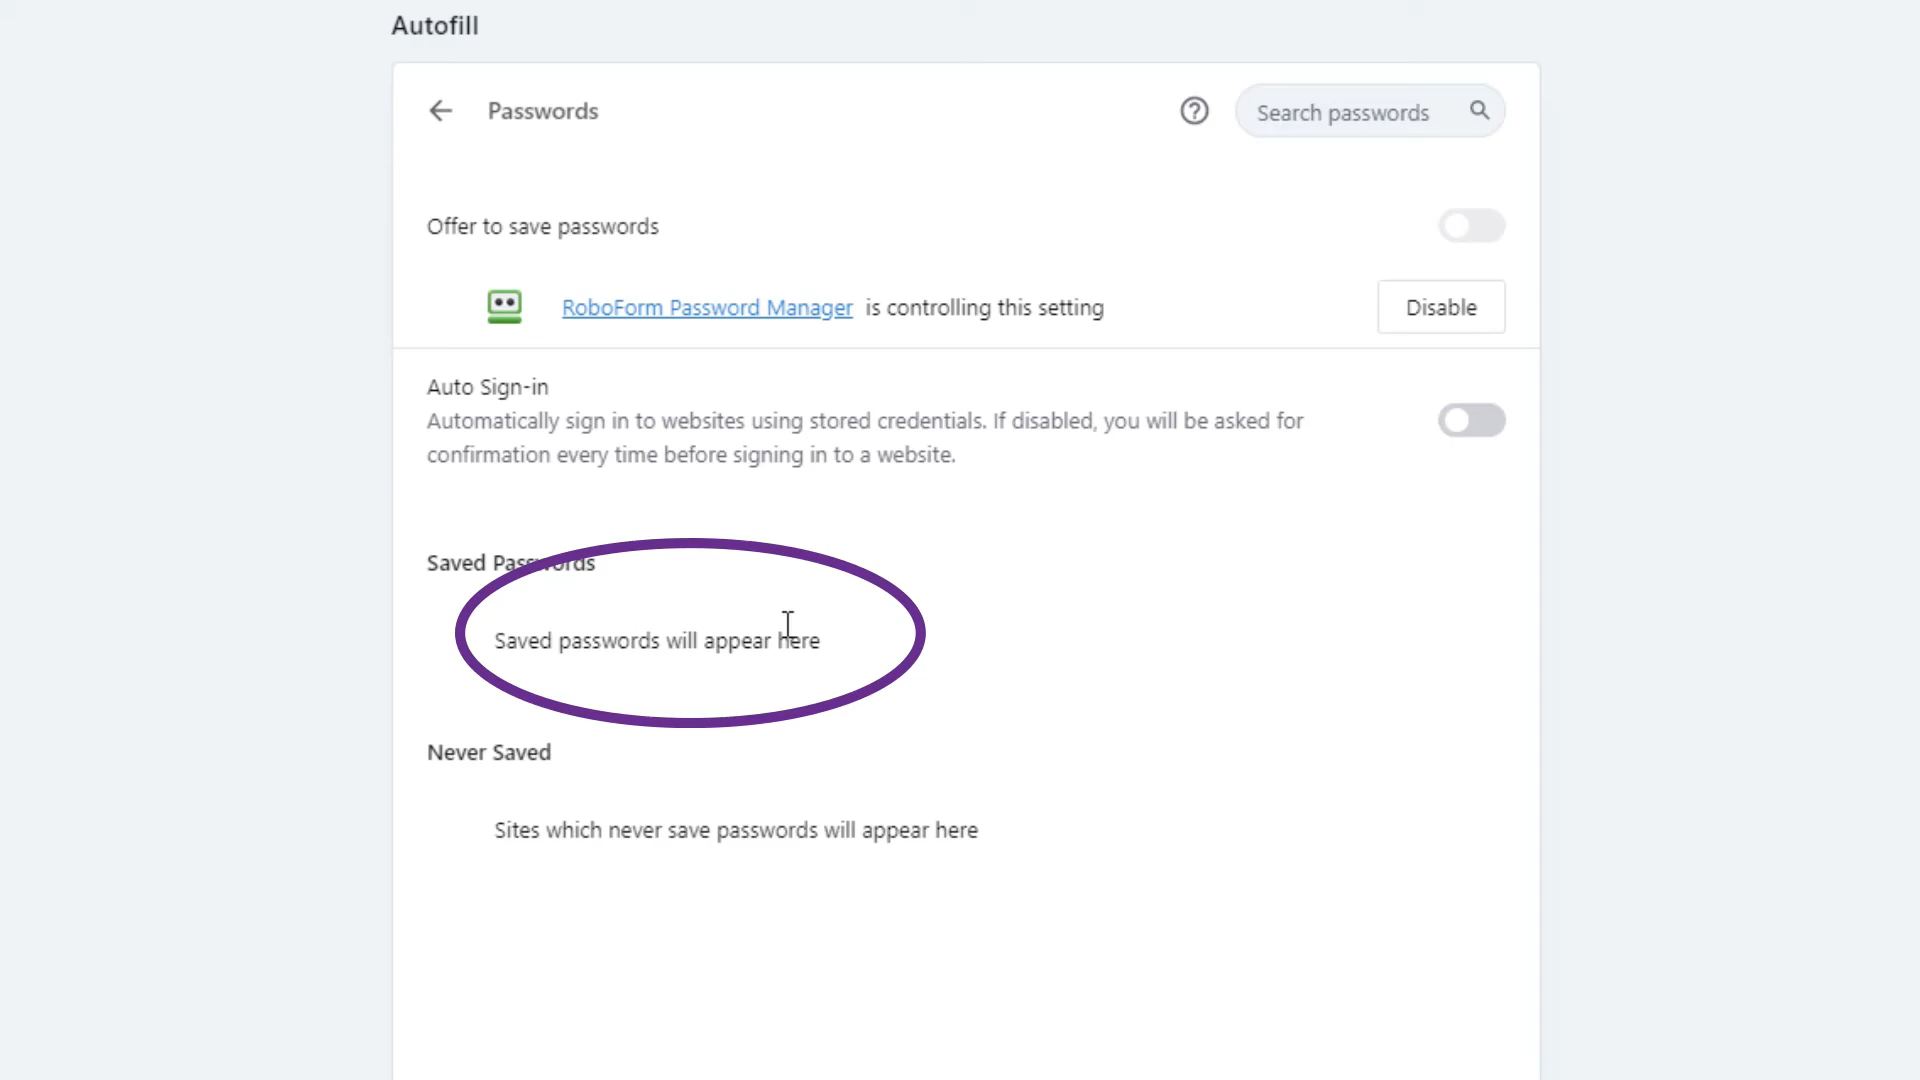 Autofill
Passwords
Search passwords
Offer to save passwords
RoboForm Password Manager is controlling this setting
Disable
Auto Sign-in
Automatically sign in to websites using stored credentials. If disabled, you will be asked for
confirmation every time before signing in to a website.
Saved Passwords
Saved passwords will appear here
Never Saved
Sites which never save passwords will appear here